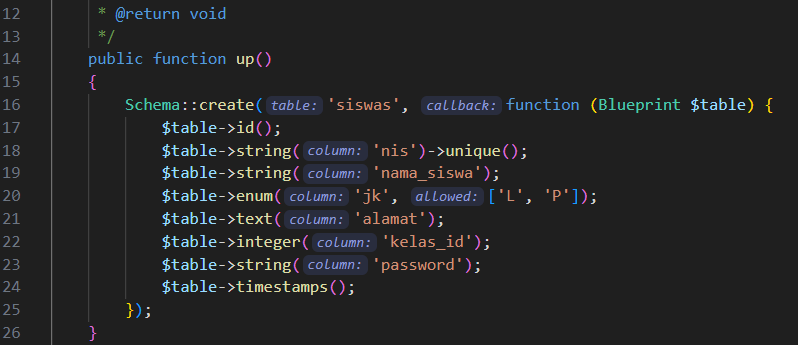 12 * @return void
13 */
14 public function up()
15 {
16 Schema::create( table: 'siswas', callback: function (Blueprint $table) {
17 $table->id();
18 $table->string( column: 'nis')->unique();
19 $table->string( column: 'nama_siswa');
20 $table->enum( column: 'jk', allowed: ['L', 'P']);
21 $table->text( column: 'alamat');
22 $table->integer( column: 'kelas_id');
23 $table->string( column: 'password');
24 $table->timestamps();
25 });
26 }